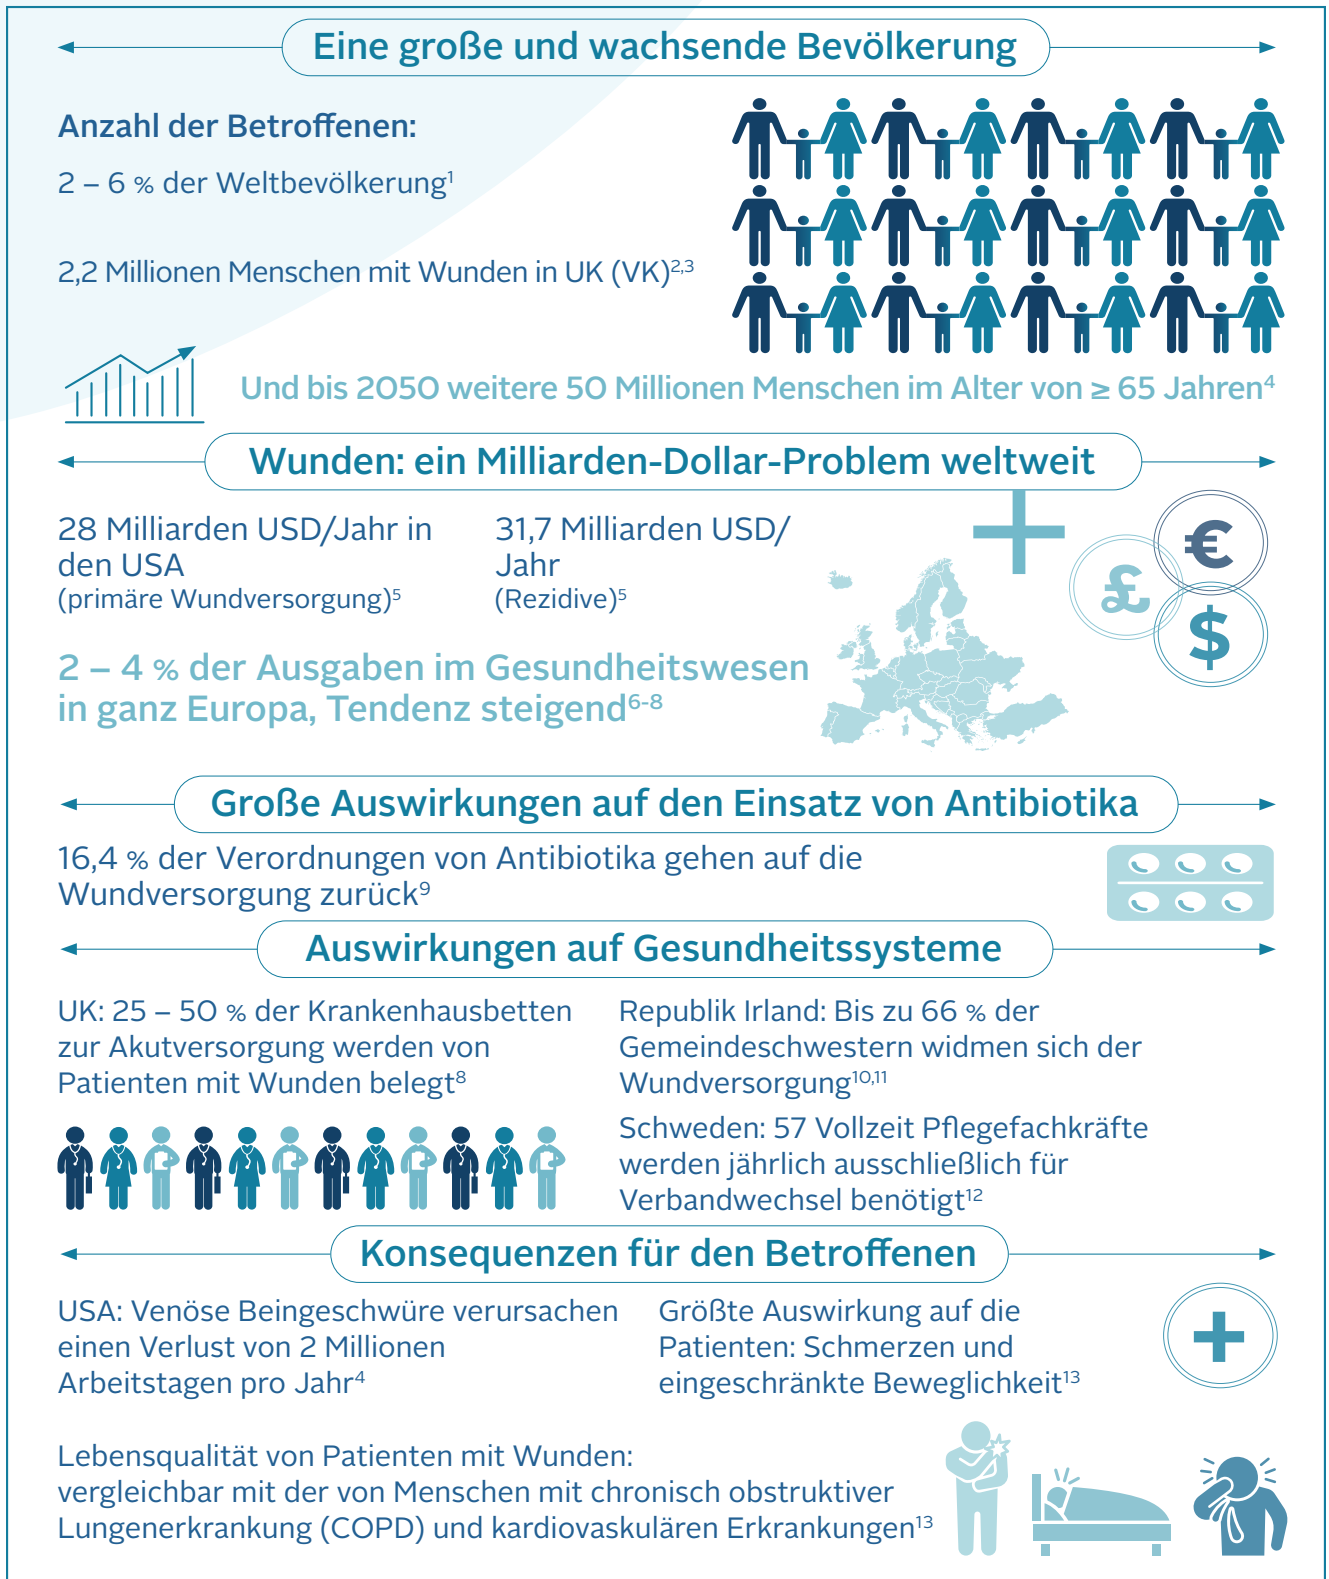 Eine große und wachsende Bevölkerung
Anzahl der Betroffenen:
2 – 6 % der Weltbevölkerung¹
2,2 Millionen Menschen mit Wunden in UK (VK)²,³
Und bis 2050 weitere 50 Millionen Menschen im Alter von ≥ 65 Jahren⁴
Wunden: ein Milliarden-Dollar-Problem weltweit
28 Milliarden USD/Jahr in
den USA
(primäre Wundversorgung)⁵
31,7 Milliarden USD/
Jahr
(Rezidive)⁵
€
£
$
2 – 4 % der Ausgaben im Gesundheitswesen
in ganz Europa, Tendenz steigend⁶⁻⁸
Große Auswirkungen auf den Einsatz von Antibiotika
16,4 % der Verordnungen von Antibiotika gehen auf die
Wundversorgung zurück⁹
Auswirkungen auf Gesundheitssysteme
UK: 25 – 50 % der Krankenhausbetten
zur Akutversorgung werden von
Patienten mit Wunden belegt⁸
Republik Irland: Bis zu 66 % der
Gemeindeschwestern widmen sich der
Wundversorgung¹⁰,¹¹
Schweden: 57 Vollzeit Pflegefachkräfte
werden jährlich ausschließlich für
Verbandwechsel benötigt¹²
Konsequenzen für den Betroffenen
USA: Venöse Beingeschwüre verursachen
einen Verlust von 2 Millionen
Arbeitstagen pro Jahr⁴
Größte Auswirkung auf die
Patienten: Schmerzen und
eingeschränkte Beweglichkeit¹³
Lebensqualität von Patienten mit Wunden:
vergleichbar mit der von Menschen mit chronisch obstruktiver
Lungenerkrankung (COPD) und kardiovaskulären Erkrankungen¹³